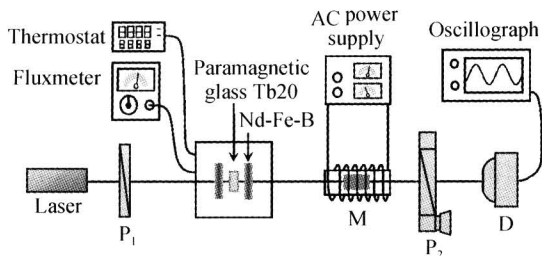 Thermostat
Fluxmeter
Paramagnetic
glass Tb20
Nd-Fe-B
AC power
supply
Oscillograph
Laser
P1
M
P2
D